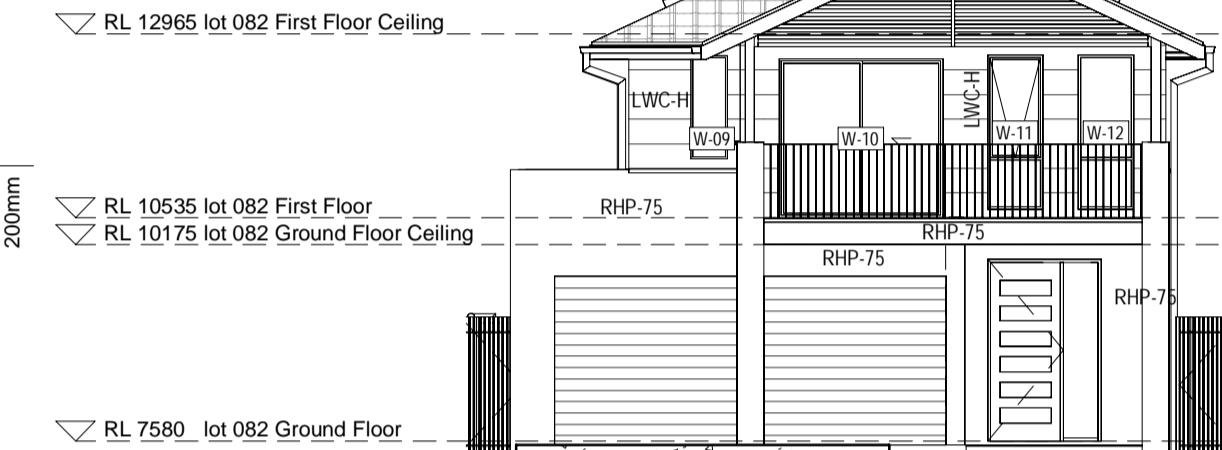 RL 12965 lot 082 First Floor Ceiling
LWC-H
LWC-H
W-09
W-10
W-11
W-12
200mm
RL 10535 lot 082 First Floor
RHP-75
RL 10175 lot 082 Ground Floor Ceiling
RHP-75
RHP-75
RHP-75
RL 7580 lot 082 Ground Floor